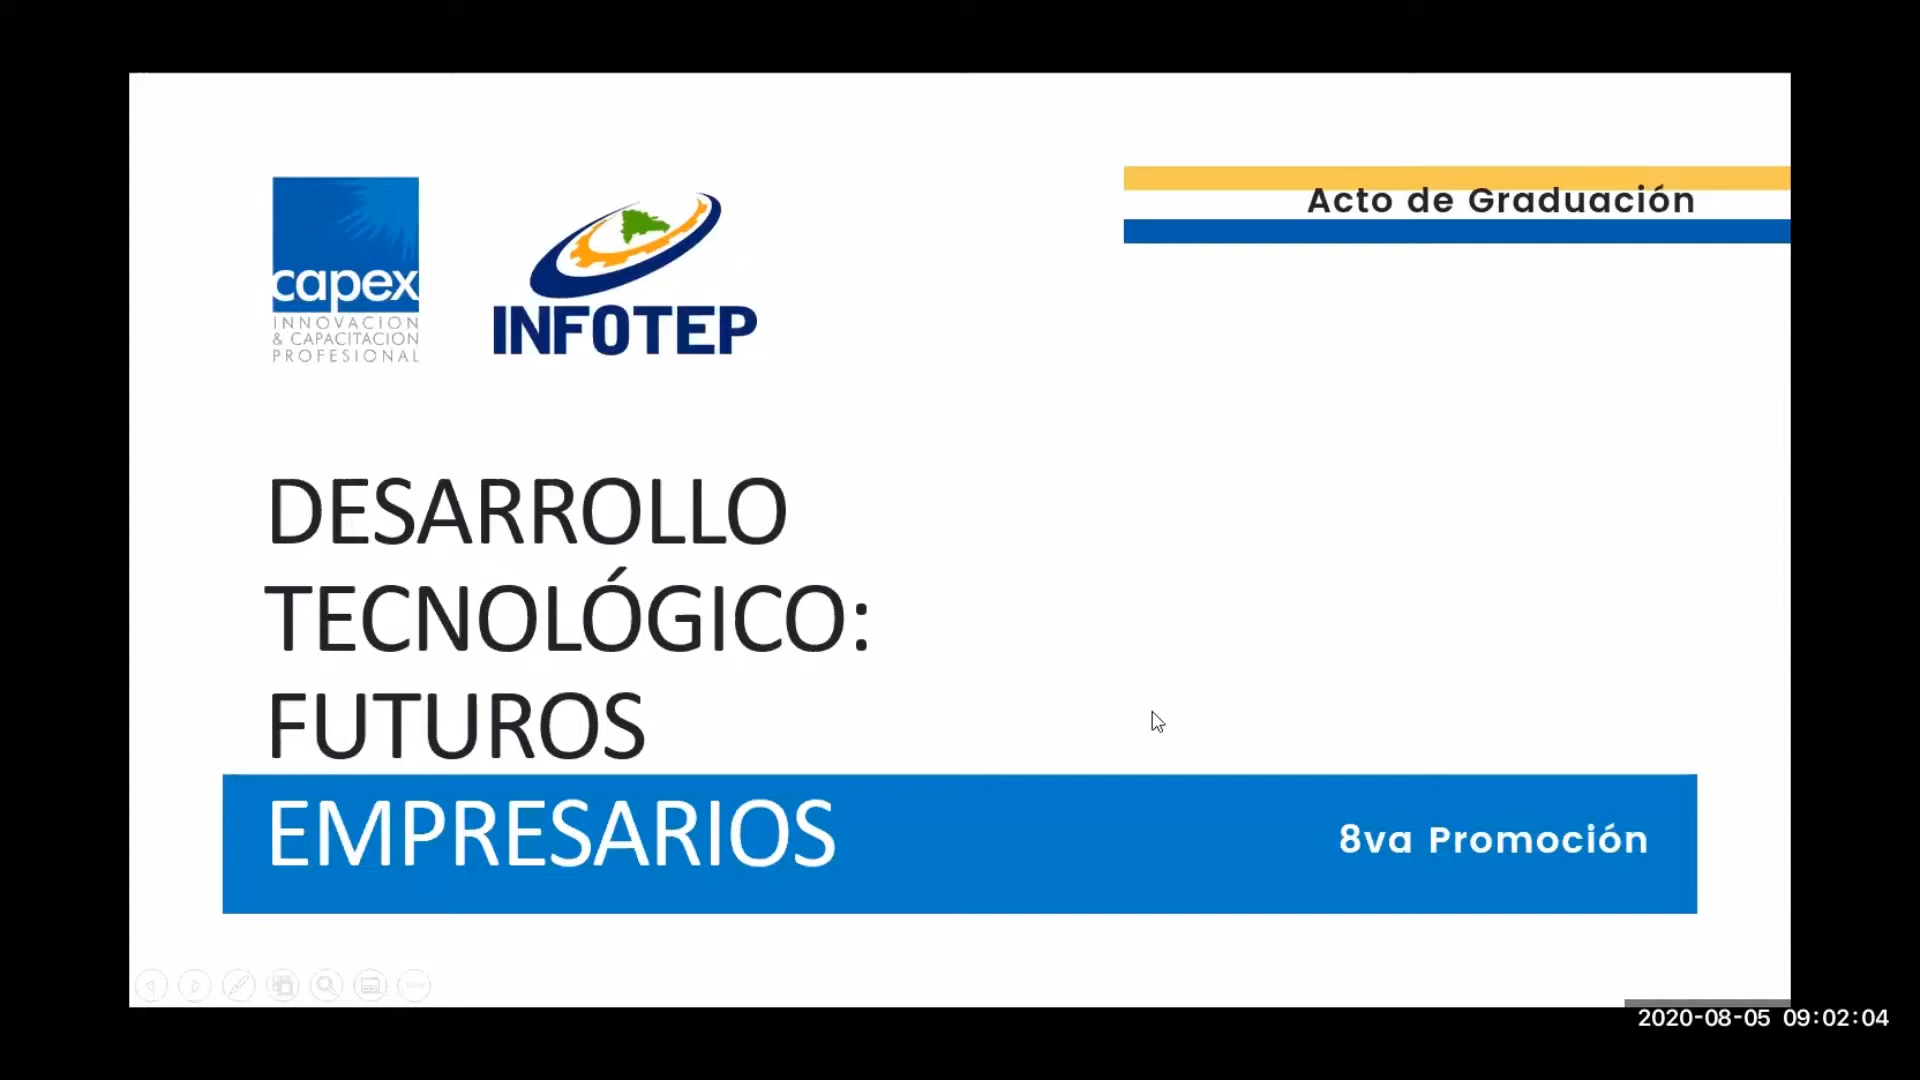 Acto de Graduación
capex
INNOVACION
& CAPACITACION
PROFESIONAL
INFOTEP
DESARROLLO
TECNOLÓGICO:
FUTUROS
EMPRESARIOS
8va Promoción
2020-08-05 09:02:04